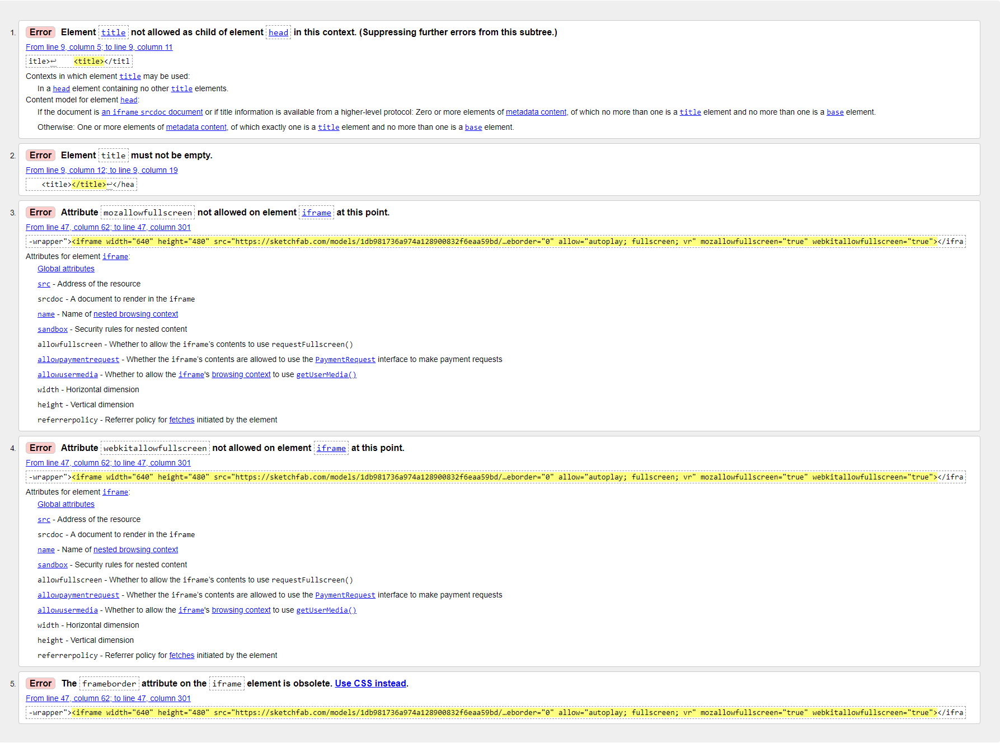 1. Error Element title not allowed as child of element head in this context. (Suppressing further errors from this subtree.)
From line 9, column 5; to line 9, column 11
itle>↩    <title></titl
Contexts in which element title may be used:
In a head element containing no other title elements.
Content model for element head:
If the document is an iframe srcdoc document or if title information is available from a higher-level protocol: Zero or more elements of metadata content, of which no more than one is a title element and no more than one is a base element.
Otherwise: One or more elements of metadata content, of which exactly one is a title element and no more than one is a base element.
2. Error Element title must not be empty.
From line 9, column 12; to line 9, column 19
<title></title>↩</hea
3. Error Attribute mozallowfullscreen not allowed on element iframe at this point.
From line 47, column 62; to line 47, column 301
-wrapper"><iframe width="640" height="480" src="https://sketchfab.com/models/1db981736a974a128900832f6eaa59bd/…eborder="0" allow="autoplay; fullscreen; vr" mozallowfullscreen="true" webkitallowfullscreen="true"></ifra
Attributes for element iframe:
Global attributes
src - Address of the resource
srcdoc - A document to render in the iframe
name - Name of nested browsing context
sandbox - Security rules for nested content
allowfullscreen - Whether to allow the iframe's contents to use requestFullscreen()
allowpaymentrequest - Whether the iframe's contents are allowed to use the PaymentRequest interface to make payment requests
allowusermedia - Whether to allow the iframe's browsing context to use getUserMedia()
width - Horizontal dimension
height - Vertical dimension
referrerpolicy - Referrer policy for fetches initiated by the element
4. Error Attribute webkitallowfullscreen not allowed on element iframe at this point.
From line 47, column 62; to line 47, column 301
-wrapper"><iframe width="640" height="480" src="https://sketchfab.com/models/1db981736a974a128900832f6eaa59bd/…eborder="0" allow="autoplay; fullscreen; vr" mozallowfullscreen="true" webkitallowfullscreen="true"></ifra
Attributes for element iframe:
Global attributes
src - Address of the resource
srcdoc - A document to render in the iframe
name - Name of nested browsing context
sandbox - Security rules for nested content
allowfullscreen - Whether to allow the iframe's contents to use requestFullscreen()
allowpaymentrequest - Whether the iframe's contents are allowed to use the PaymentRequest interface to make payment requests
allowusermedia - Whether to allow the iframe's browsing context to use getUserMedia()
width - Horizontal dimension
height - Vertical dimension
referrerpolicy - Referrer policy for fetches initiated by the element
5. Error The frameborder attribute on the iframe element is obsolete. Use CSS instead.
From line 47, column 62; to line 47, column 301
-wrapper"><iframe width="640" height="480" src="https://sketchfab.com/models/1db981736a974a128900832f6eaa59bd/…eborder="0" allow="autoplay; fullscreen; vr" mozallowfullscreen="true" webkitallowfullscreen="true"></ifra